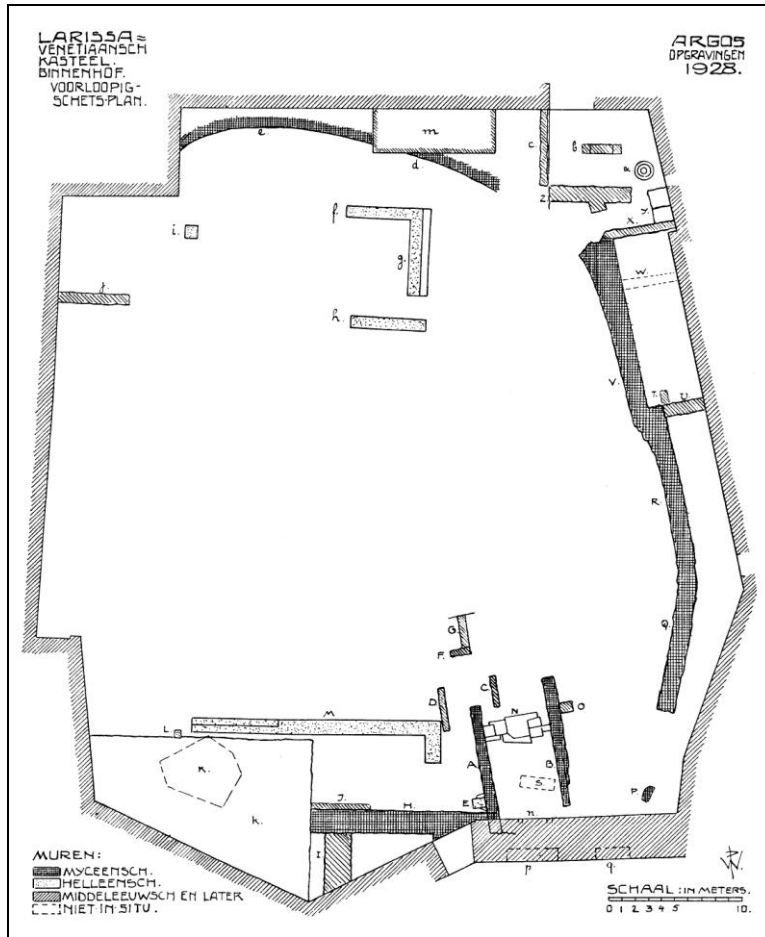 LARISSA =
VENETIAANSCH
KASTEEL.
BINNENHOF.
VOORLOOPIG-
SCHETS-PLAN.
ARGOS
OPGRAVINGEN
1928.
e.
m
d.
c.
b
a
z
y.
x.
w.
f.
g.
h.
i.
j.
V.
T.
U.
R.
Q.
G.
F.
D
C.
N
O
M
L
K.
k.
A
B
S.
E
J.
H.
I
n.
P.
p
q.
MUREN:
MYCEENSCH.
HELLEENSCH.
MIDDELEEUWSCH EN LATER
NIET IN SITU.
SCHAAL: IN METERS.
0 1 2 3 4 5 10.